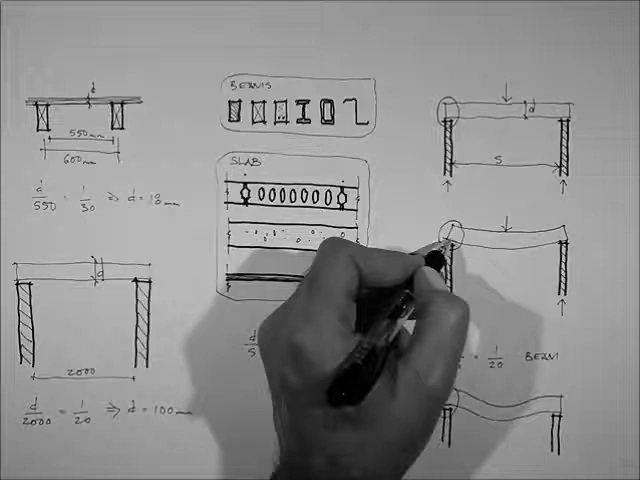 d
550mm
600mm
d/550 = 1/30 ⇒ d = 18mm
d
2000
d/2000 = 1/20 ⇒ d = 100mm
BEAMS
SLAB
d
d
S
= 1/20 BEAM